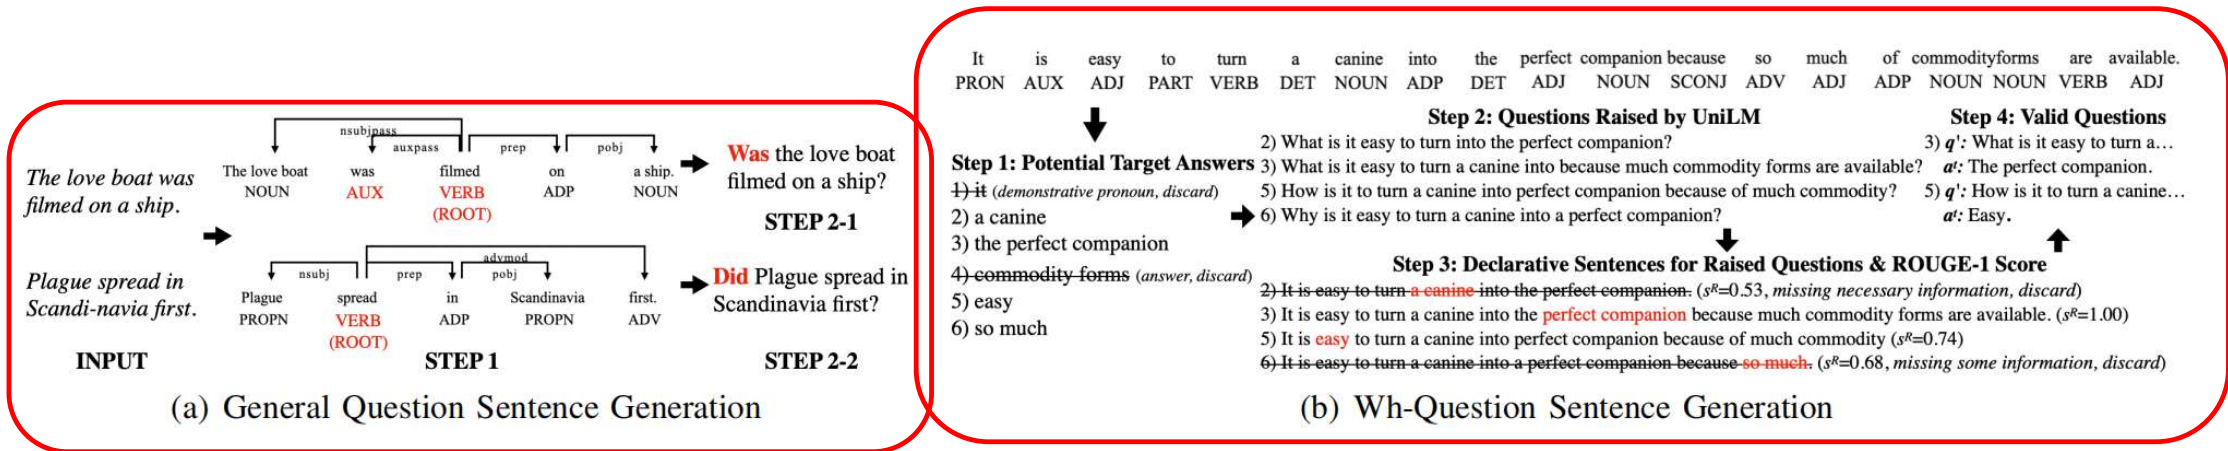 The love boat was
filmed on a ship.
Plague spread in
Scandi-navia first.
INPUT
nsubjpass
auxpass prep pobj
The love boat was filmed on a ship.
NOUN AUX VERB ADP NOUN
(ROOT)
advmod
nsubj prep pobj
Plague spread in Scandinavia first.
PROPN VERB ADP PROPN ADV
(ROOT)
STEP 1
Was the love boat
filmed on a ship?
STEP 2-1
Did Plague spread in
Scandinavia first?
STEP 2-2
(a) General Question Sentence Generation
It is easy to turn a canine into the perfect companion because so much of commodityforms are available.
PRON AUX ADJ PART VERB DET NOUN ADP DET ADJ NOUN SCONJ ADV ADJ ADP NOUN NOUN VERB ADJ
Step 1: Potential Target Answers
1) it (demonstrative pronoun, discard)
2) a canine
3) the perfect companion
4) commodity forms (answer, discard)
5) easy
6) so much
Step 2: Questions Raised by UniLM
2) What is it easy to turn into the perfect companion?
3) What is it easy to turn a canine into because much commodity forms are available?
5) How is it to turn a canine into perfect companion because of much commodity?
6) Why is it easy to turn a canine into a perfect companion?
Step 3: Declarative Sentences for Raised Questions & ROUGE-1 Score
2) It is easy to turn a canine into the perfect companion. (sᴿ=0.53, missing necessary information, discard)
3) It is easy to turn a canine into the perfect companion because much commodity forms are available. (sᴿ=1.00)
5) It is easy to turn a canine into perfect companion because of much commodity (sᴿ=0.74)
6) It is easy to turn a canine into a perfect companion because so much. (sᴿ=0.68, missing some information, discard)
Step 4: Valid Questions
3) q': What is it easy to turn a…
aᵗ: The perfect companion.
5) q': How is it to turn a canine…
aᵗ: Easy.
(b) Wh-Question Sentence Generation